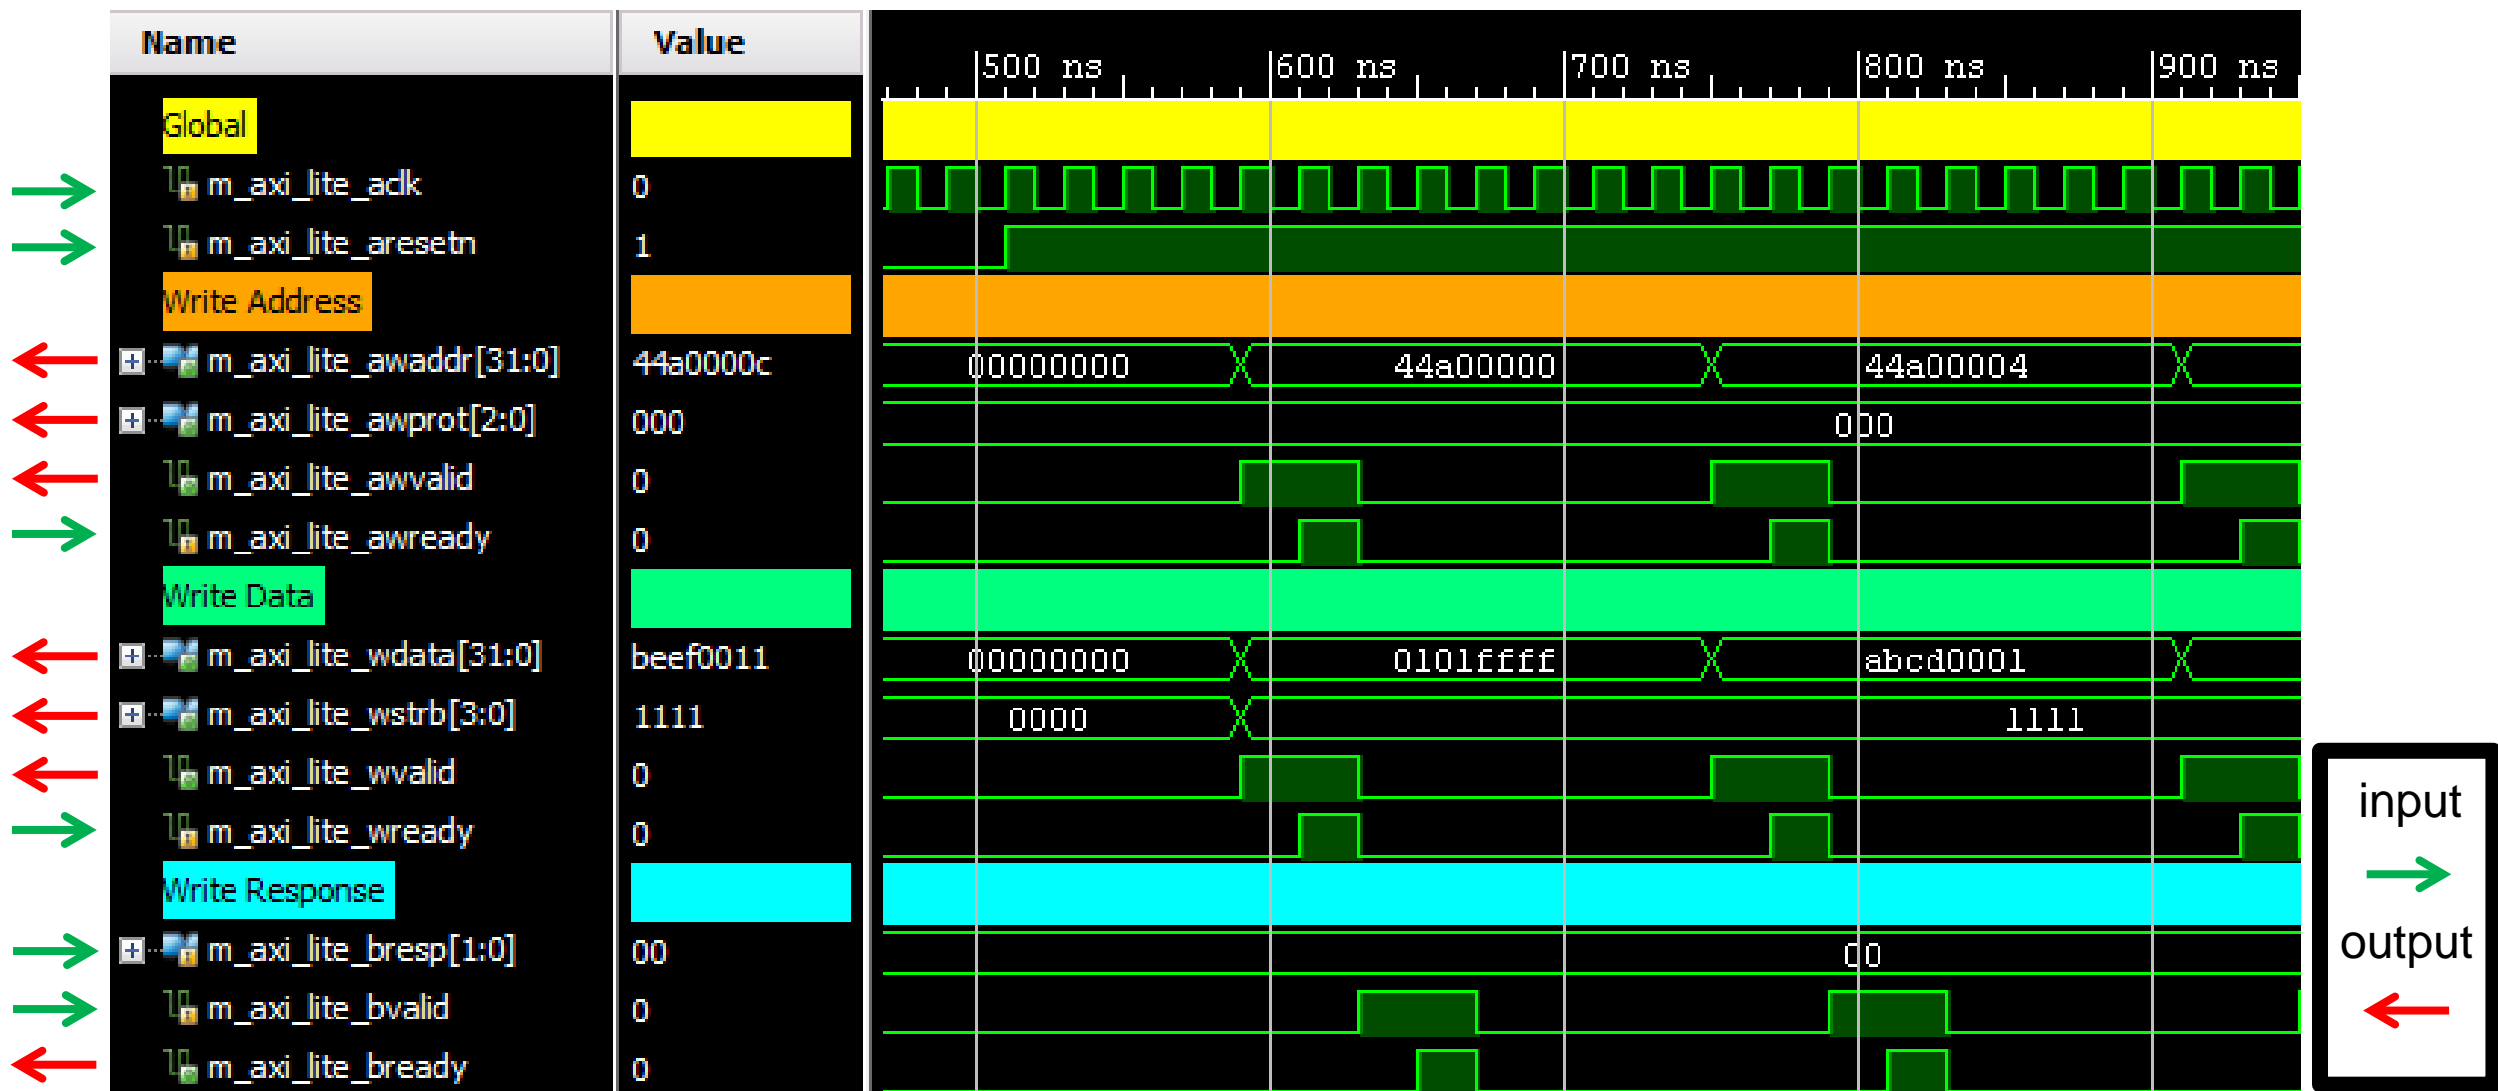 Name Value
500 ns 600 ns 700 ns 800 ns 900 ns
Global
m_axi_lite_aclk 0
m_axi_lite_aresetn 1
Write Address
m_axi_lite_awaddr[31:0] 44a0000c 00000000 44a00000 44a00004
m_axi_lite_awprot[2:0] 000 000
m_axi_lite_awvalid 0
m_axi_lite_awready 0
Write Data
m_axi_lite_wdata[31:0] beef0011 00000000 0101ffff abcd0001
m_axi_lite_wstrb[3:0] 1111 0000 1111
m_axi_lite_wvalid 0
m_axi_lite_wready 0
Write Response
m_axi_lite_bresp[1:0] 00 00
m_axi_lite_bvalid 0
m_axi_lite_bready 0
input
output